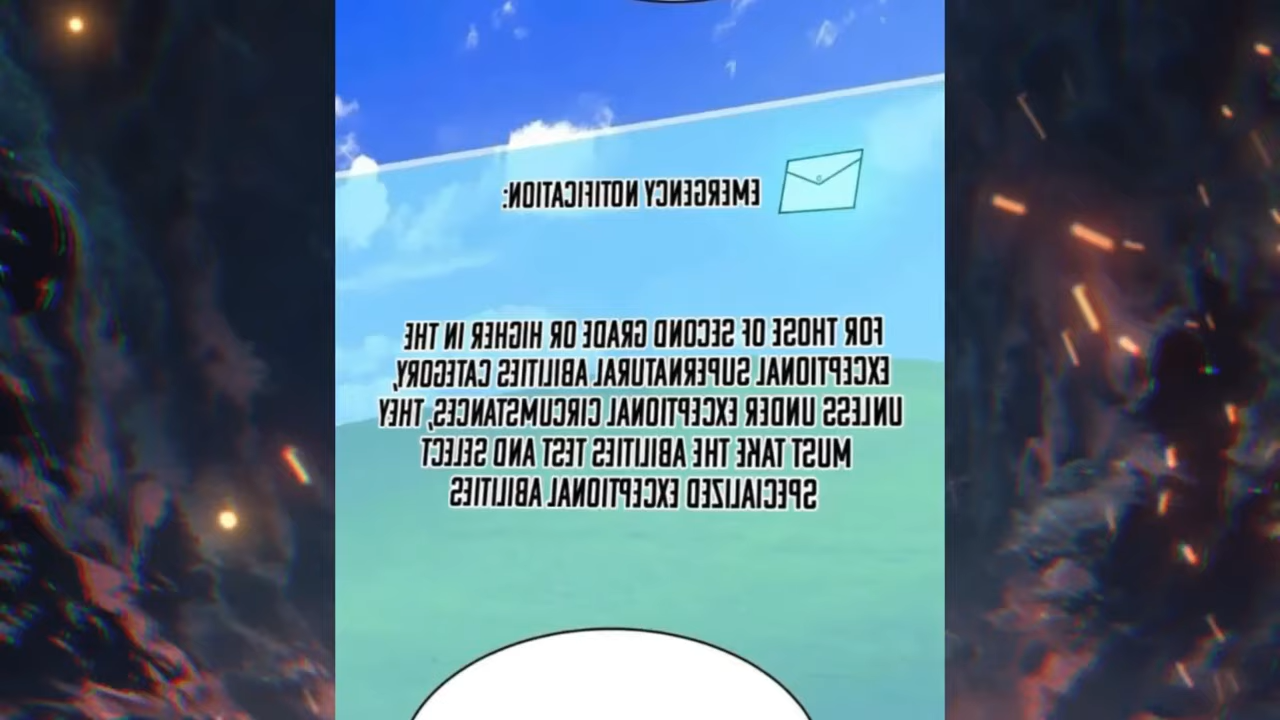 EMERGENCY NOTIFICATION:
FOR THOSE OF SECOND GRADE OR HIGHER IN THE
EXCEPTIONAL SUPERNATURAL ABILITIES CATEGORY,
UNLESS UNDER EXCEPTIONAL CIRCUMSTANCES, THEY
MUST TAKE THE ABILITIES TEST AND SELECT
SPECIALIZED EXCEPTIONAL ABILITIES